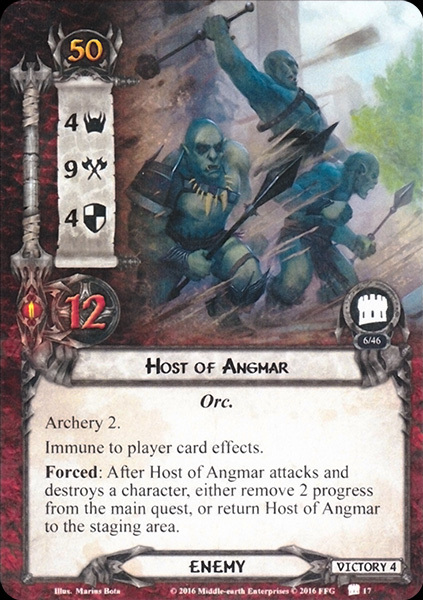 50
4
9
4
12
6/46
HOST OF ANGMAR
Orc.
Archery 2.
Immune to player card effects.
Forced: After Host of Angmar attacks and
destroys a character, either remove 2 progress
from the main quest, or return Host of Angmar
to the staging area.
ENEMY
VICTORY 4
Illus. Marius Bota
© 2016 Middle-earth Enterprises © 2016 FFG
17